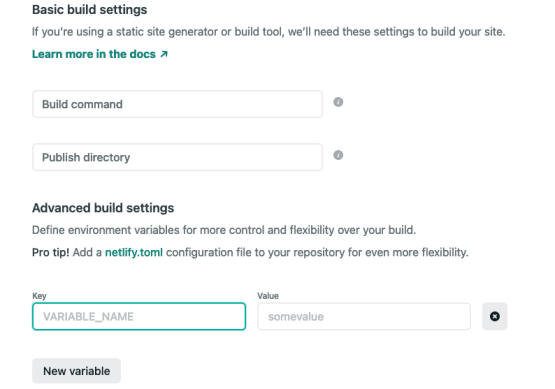 Basic build settings
If you're using a static site generator or build tool, we'll need these settings to build your site.
Learn more in the docs ↗
Build command
i
Publish directory
i
Advanced build settings
Define environment variables for more control and flexibility over your build.
Pro tip! Add a netlify.toml configuration file to your repository for even more flexibility.
Key Value
VARIABLE_NAME somevalue
New variable